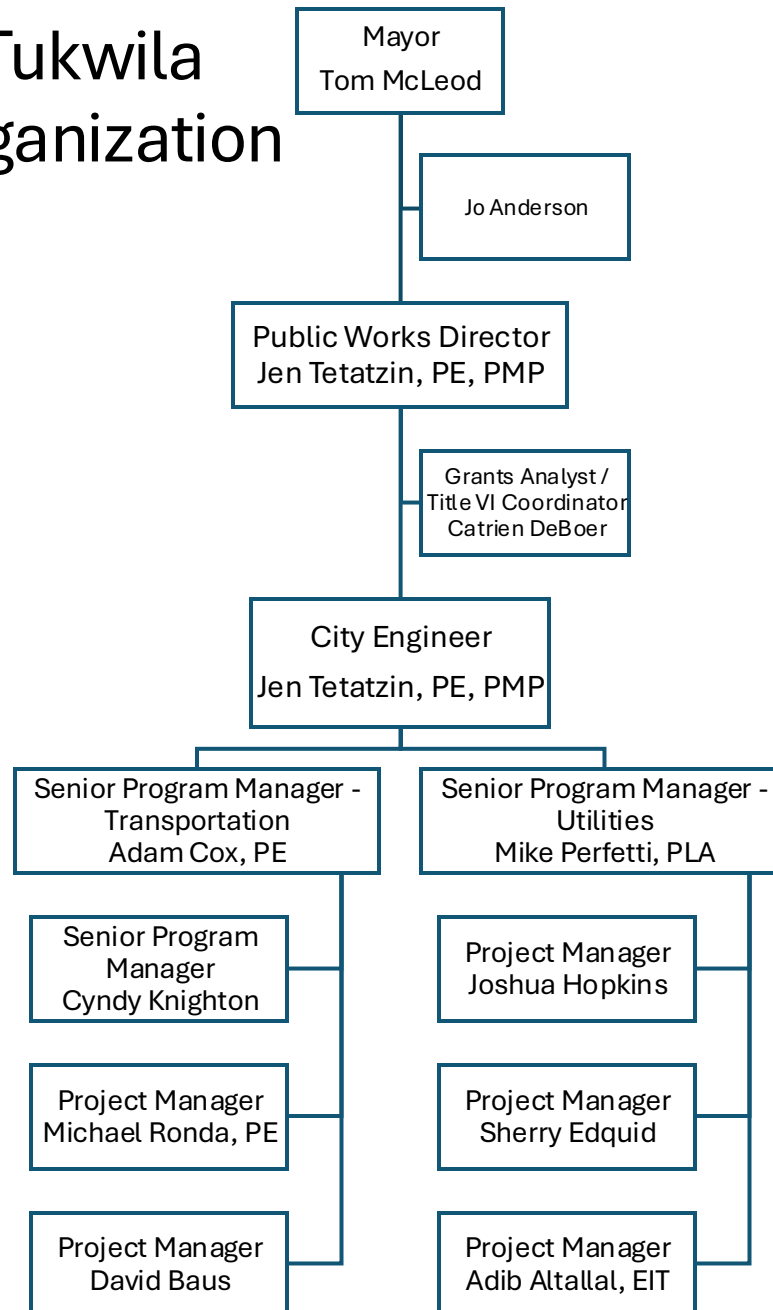 Tukwila
ganization
Mayor
Tom McLeod
Jo Anderson
Public Works Director
Jen Tetatzin, PE, PMP
Grants Analyst /
Title VI Coordinator
Catrien DeBoer
City Engineer
Jen Tetatzin, PE, PMP
Senior Program Manager -
Transportation
Adam Cox, PE
Senior Program Manager -
Utilities
Mike Perfetti, PLA
Senior Program
Manager
Cyndy Knighton
Project Manager
Joshua Hopkins
Project Manager
Michael Ronda, PE
Project Manager
Sherry Edquid
Project Manager
David Baus
Project Manager
Adib Altallal, EIT